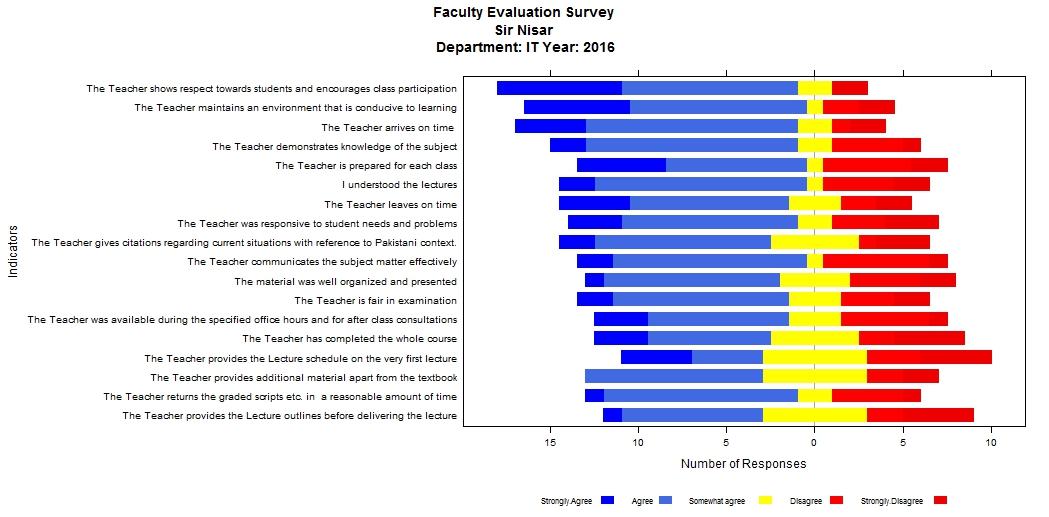 Faculty Evaluation Survey
Sir Nisar
Department: IT Year: 2016
Indicators
The Teacher shows respect towards students and encourages class participation
The Teacher maintains an environment that is conducive to learning
The Teacher arrives on time
The Teacher demonstrates knowledge of the subject
The Teacher is prepared for each class
I understood the lectures
The Teacher leaves on time
The Teacher was responsive to student needs and problems
The Teacher gives citations regarding current situations with reference to Pakistani context.
The Teacher communicates the subject matter effectively
The material was well organized and presented
The Teacher is fair in examination
The Teacher was available during the specified office hours and for after class consultations
The Teacher has completed the whole course
The Teacher provides the Lecture schedule on the very first lecture
The Teacher provides additional material apart from the textbook
The Teacher returns the graded scripts etc. in a reasonable amount of time
The Teacher provides the Lecture outlines before delivering the lecture
15 10 5 0 5 10
Number of Responses
Strongly.Agree Agree Somewhat agree Disagree Strongly.Disagree